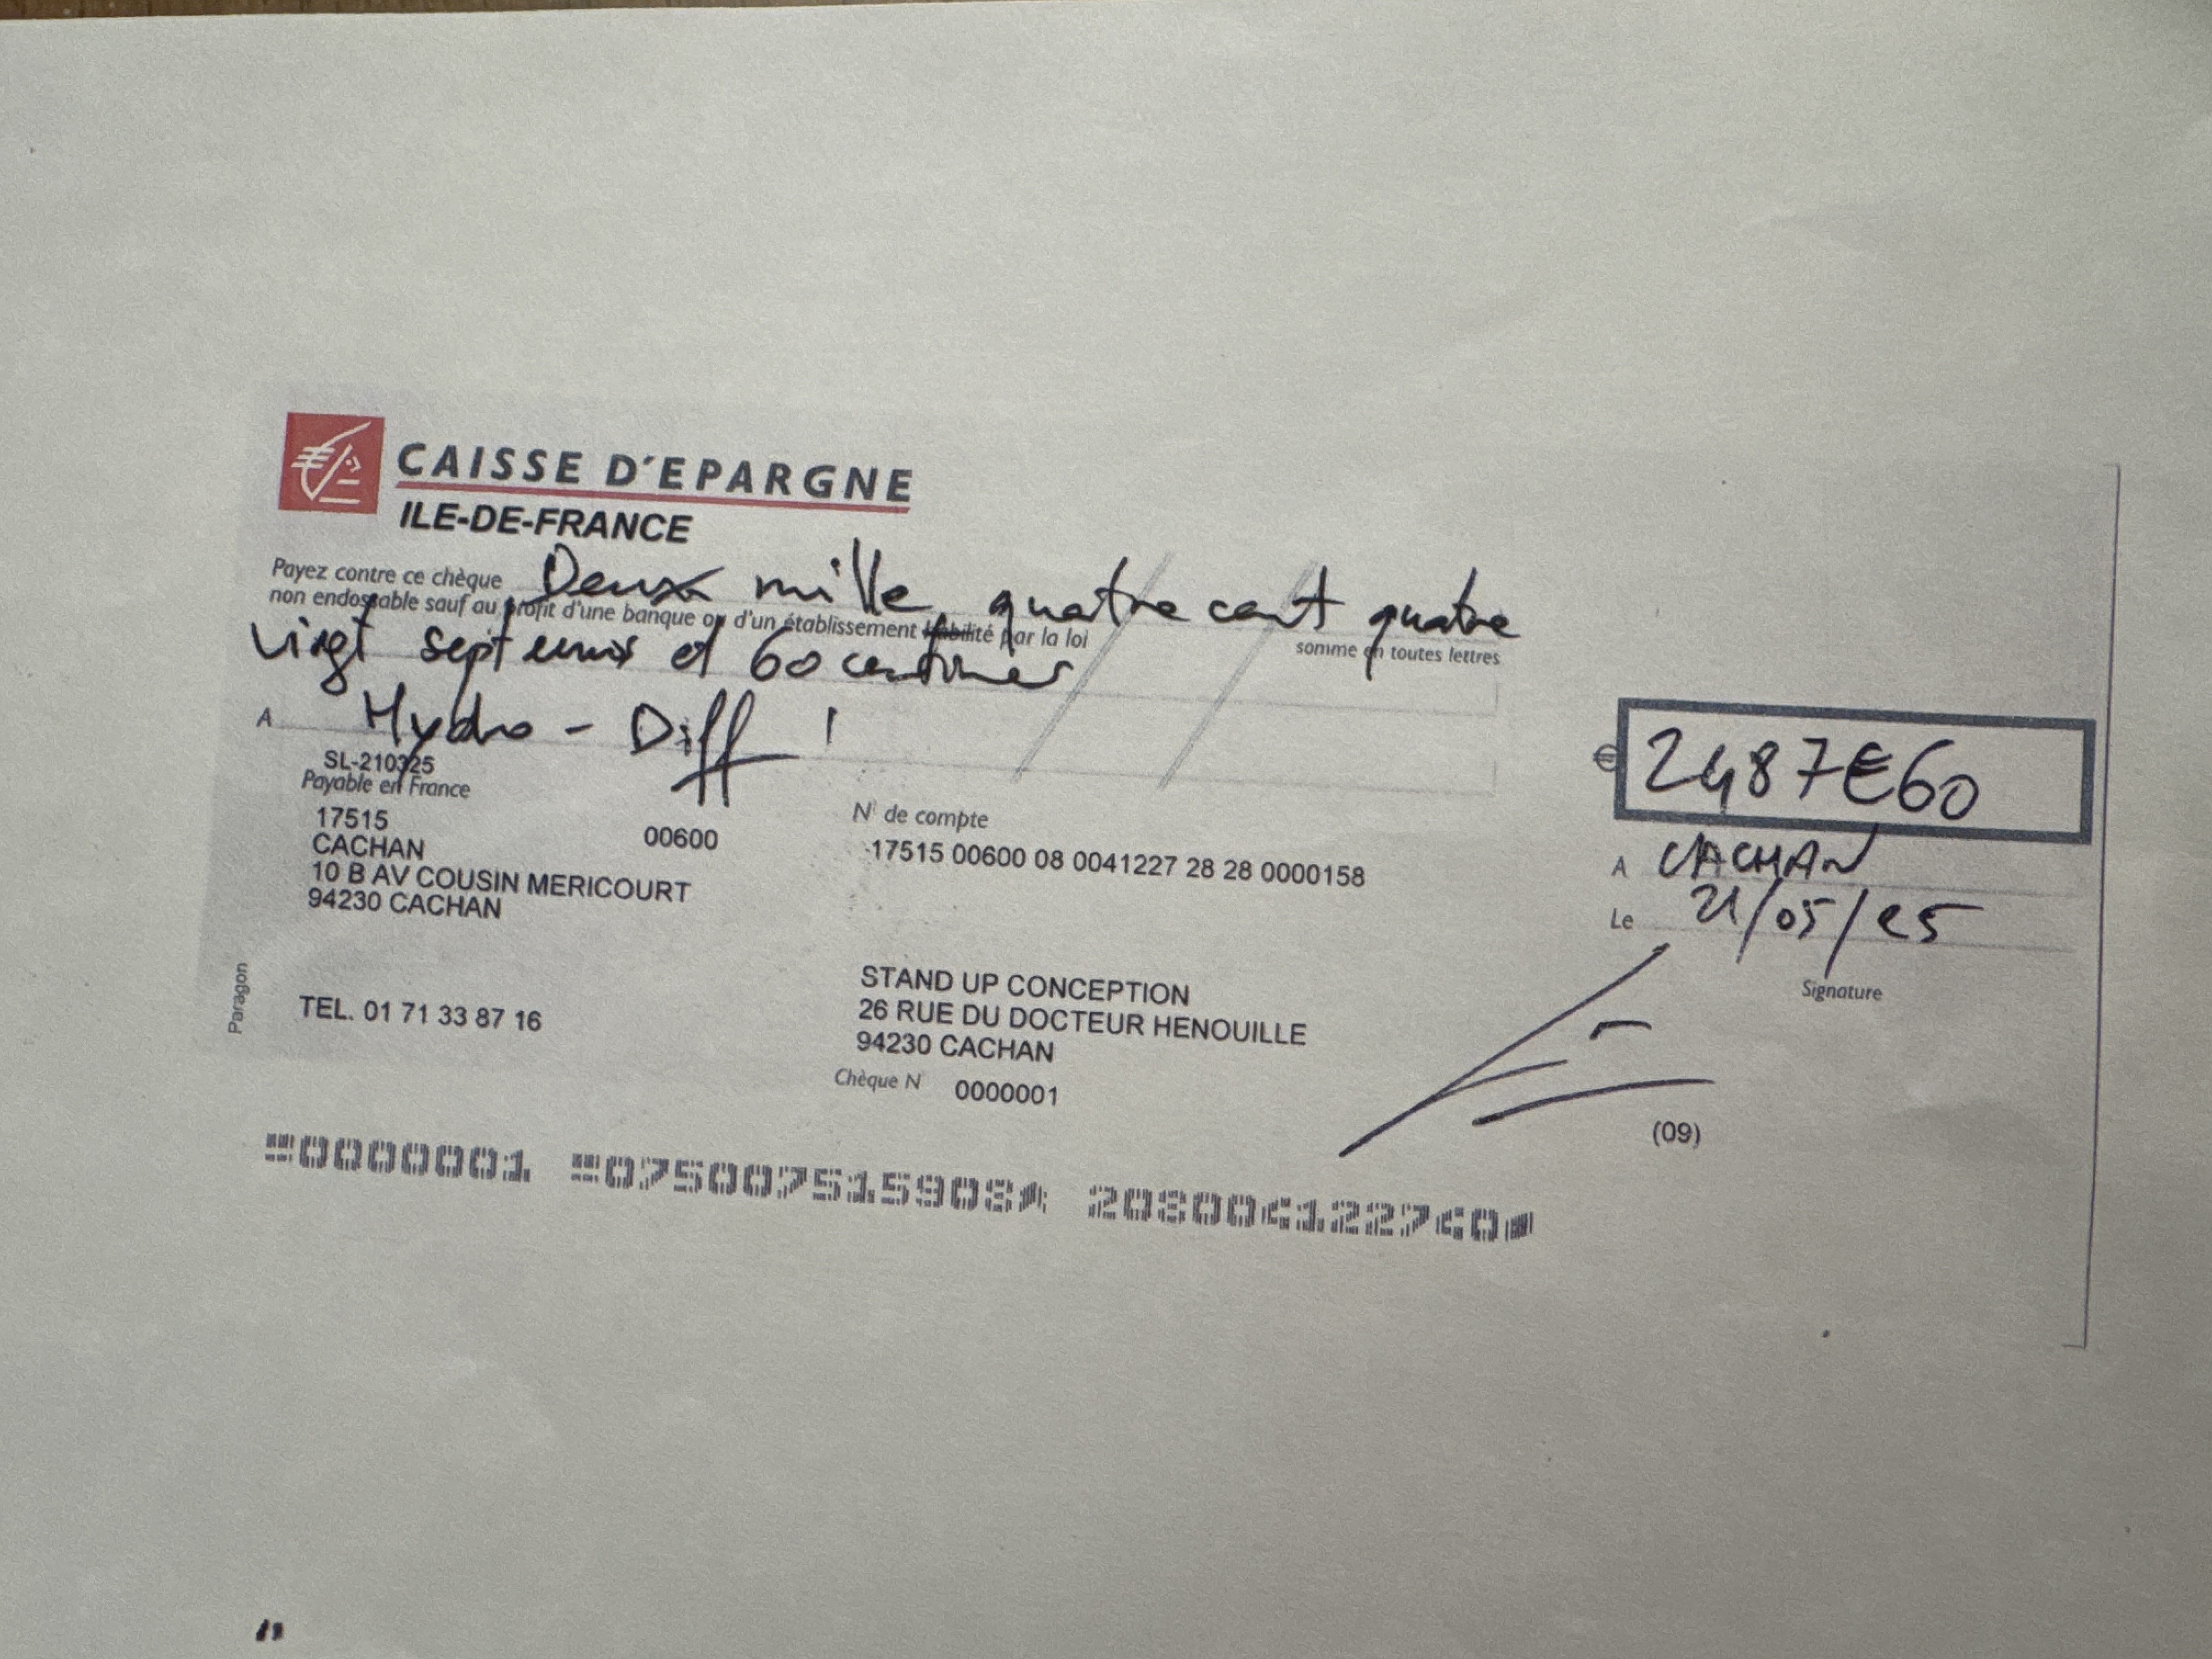 CAISSE D'EPARGNE
ILE-DE-FRANCE
Payez contre ce chèque Deux mille, quatre cent quatre
non endossable sauf au profit d'une banque ou d'un établissement habilité par la loi
somme en toutes lettres
vingt sept euros et 60 centimes
A Hydro - Diff
€ 2487€60
SL-210325
Payable en France
17515
CACHAN 00600
10 B AV COUSIN MERICOURT
94230 CACHAN
N° de compte
17515 00600 08 0041227 28 28 0000158
A CACHAN
Le 21/05/25
Signature
Paragon
TEL. 01 71 33 87 16
STAND UP CONCEPTION
26 RUE DU DOCTEUR HENOUILLE
94230 CACHAN
Chèque N 0000001
(09)
0000001 075007515908 2080041227 0